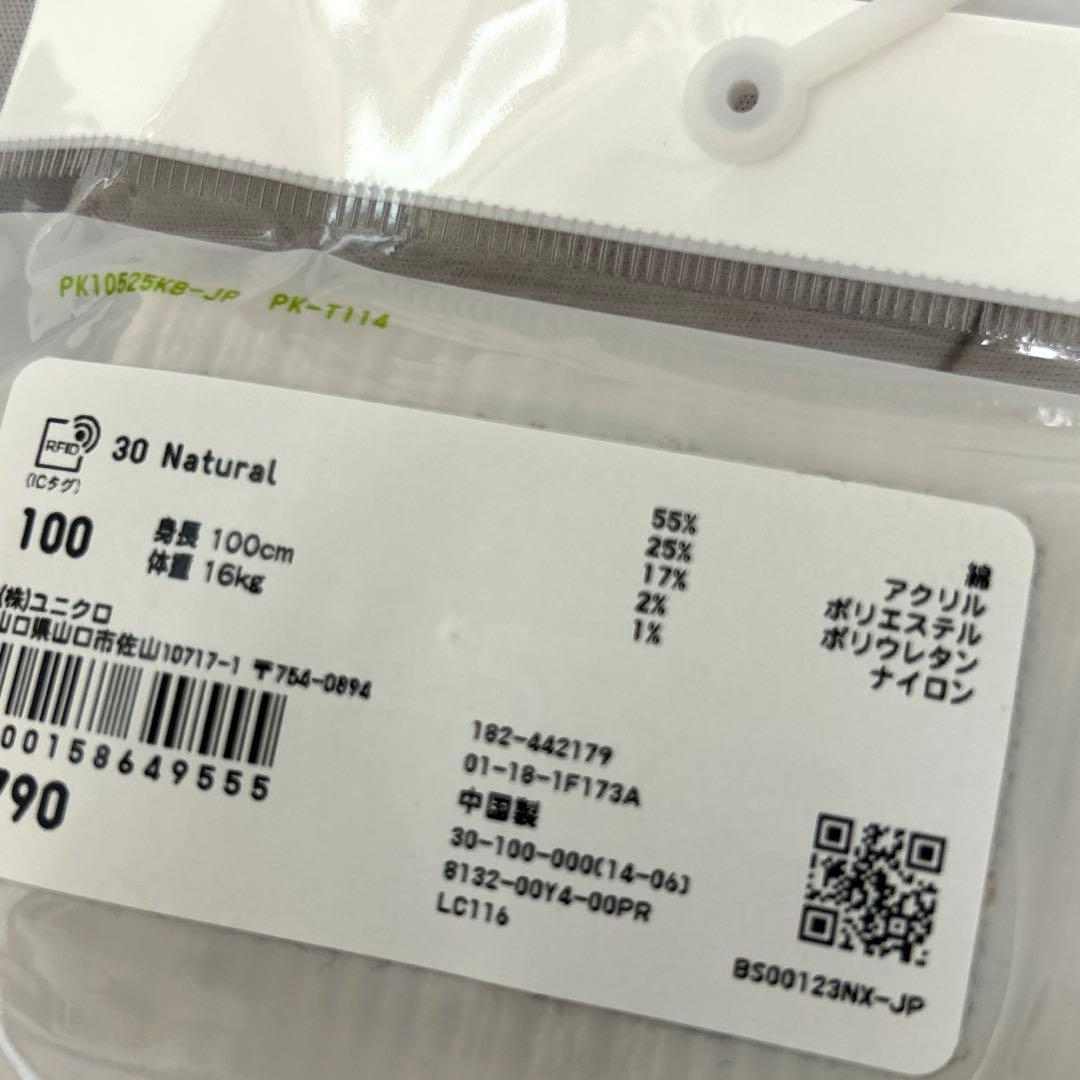 PK10525KB-JP PK-T114
RFID
(ICタグ)
30 Natural
100
身長 100cm
体重 16kg
(株)ユニクロ
山口県山口市佐山10717-1 〒754-0894
00158649555
790
55% 綿
25% アクリル
17% ポリエステル
2% ポリウレタン
1% ナイロン
182-442179
01-18-1F173A
中国製
30-100-000(14-06)
8132-00Y4-00PR
LC116
BS00123NX-JP